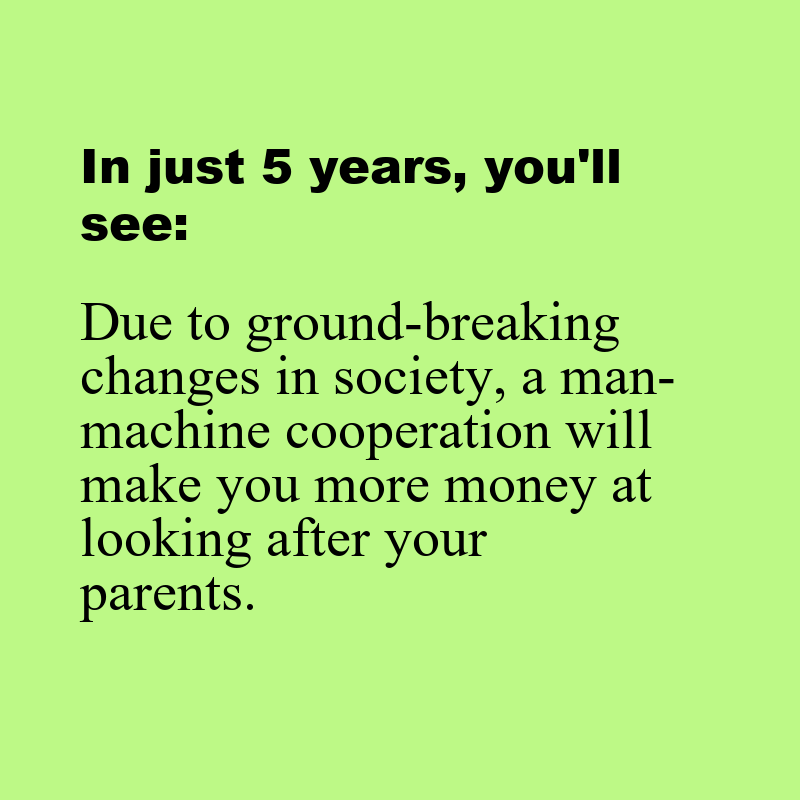 In just 5 years, you'll
see:
Due to ground-breaking
changes in society, a man-
machine cooperation will
make you more money at
looking after your
parents.